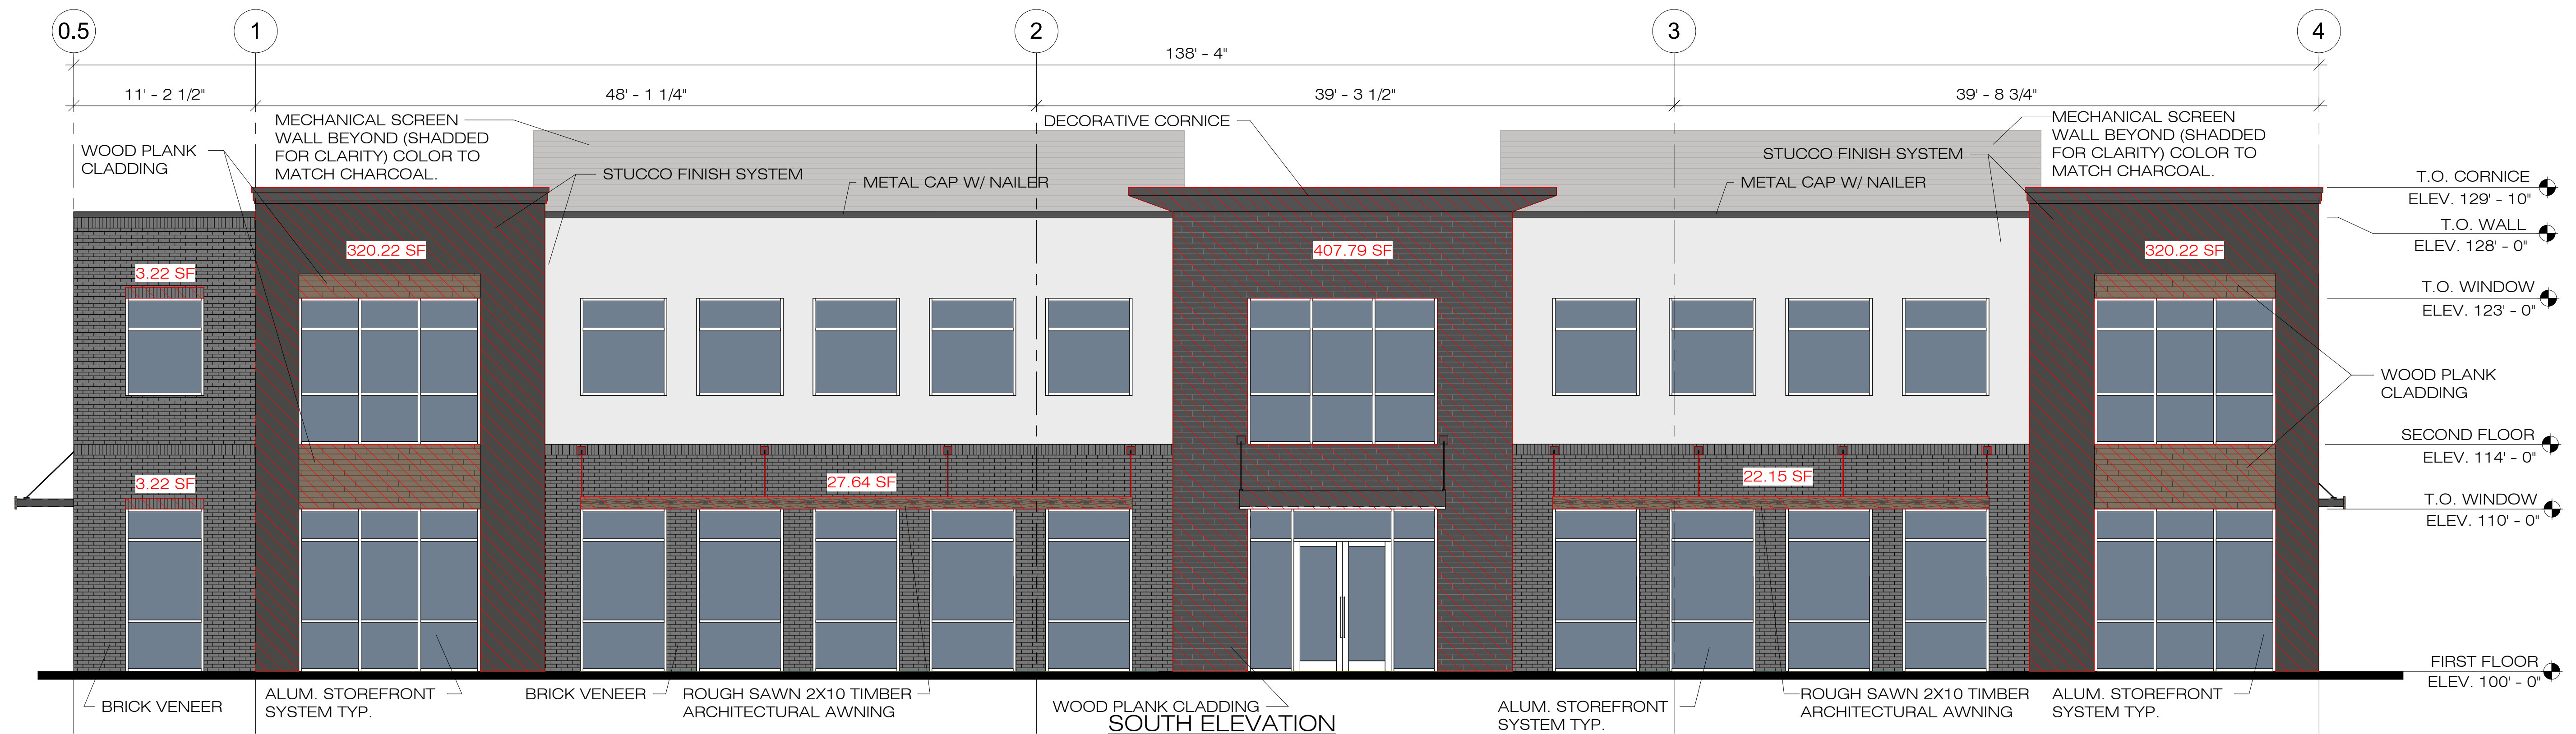 0.5
1
2
3
4
138' - 4"
11' - 2 1/2"
48' - 1 1/4"
39' - 3 1/2"
39' - 8 3/4"
MECHANICAL SCREEN
WALL BEYOND (SHADDED
FOR CLARITY) COLOR TO
MATCH CHARCOAL.
WOOD PLANK
CLADDING
STUCCO FINISH SYSTEM
METAL CAP W/ NAILER
DECORATIVE CORNICE
STUCCO FINISH SYSTEM
METAL CAP W/ NAILER
MECHANICAL SCREEN
WALL BEYOND (SHADDED
FOR CLARITY) COLOR TO
MATCH CHARCOAL.
T.O. CORNICE
ELEV. 129' - 10"
T.O. WALL
ELEV. 128' - 0"
T.O. WINDOW
ELEV. 123' - 0"
WOOD PLANK
CLADDING
SECOND FLOOR
ELEV. 114' - 0"
T.O. WINDOW
ELEV. 110' - 0"
FIRST FLOOR
ELEV. 100' - 0"
3.22 SF
320.22 SF
407.79 SF
320.22 SF
3.22 SF
27.64 SF
22.15 SF
BRICK VENEER
ALUM. STOREFRONT
SYSTEM TYP.
BRICK VENEER
ROUGH SAWN 2X10 TIMBER
ARCHITECTURAL AWNING
WOOD PLANK CLADDING
ALUM. STOREFRONT
SYSTEM TYP.
ROUGH SAWN 2X10 TIMBER
ARCHITECTURAL AWNING
ALUM. STOREFRONT
SYSTEM TYP.
SOUTH ELEVATION